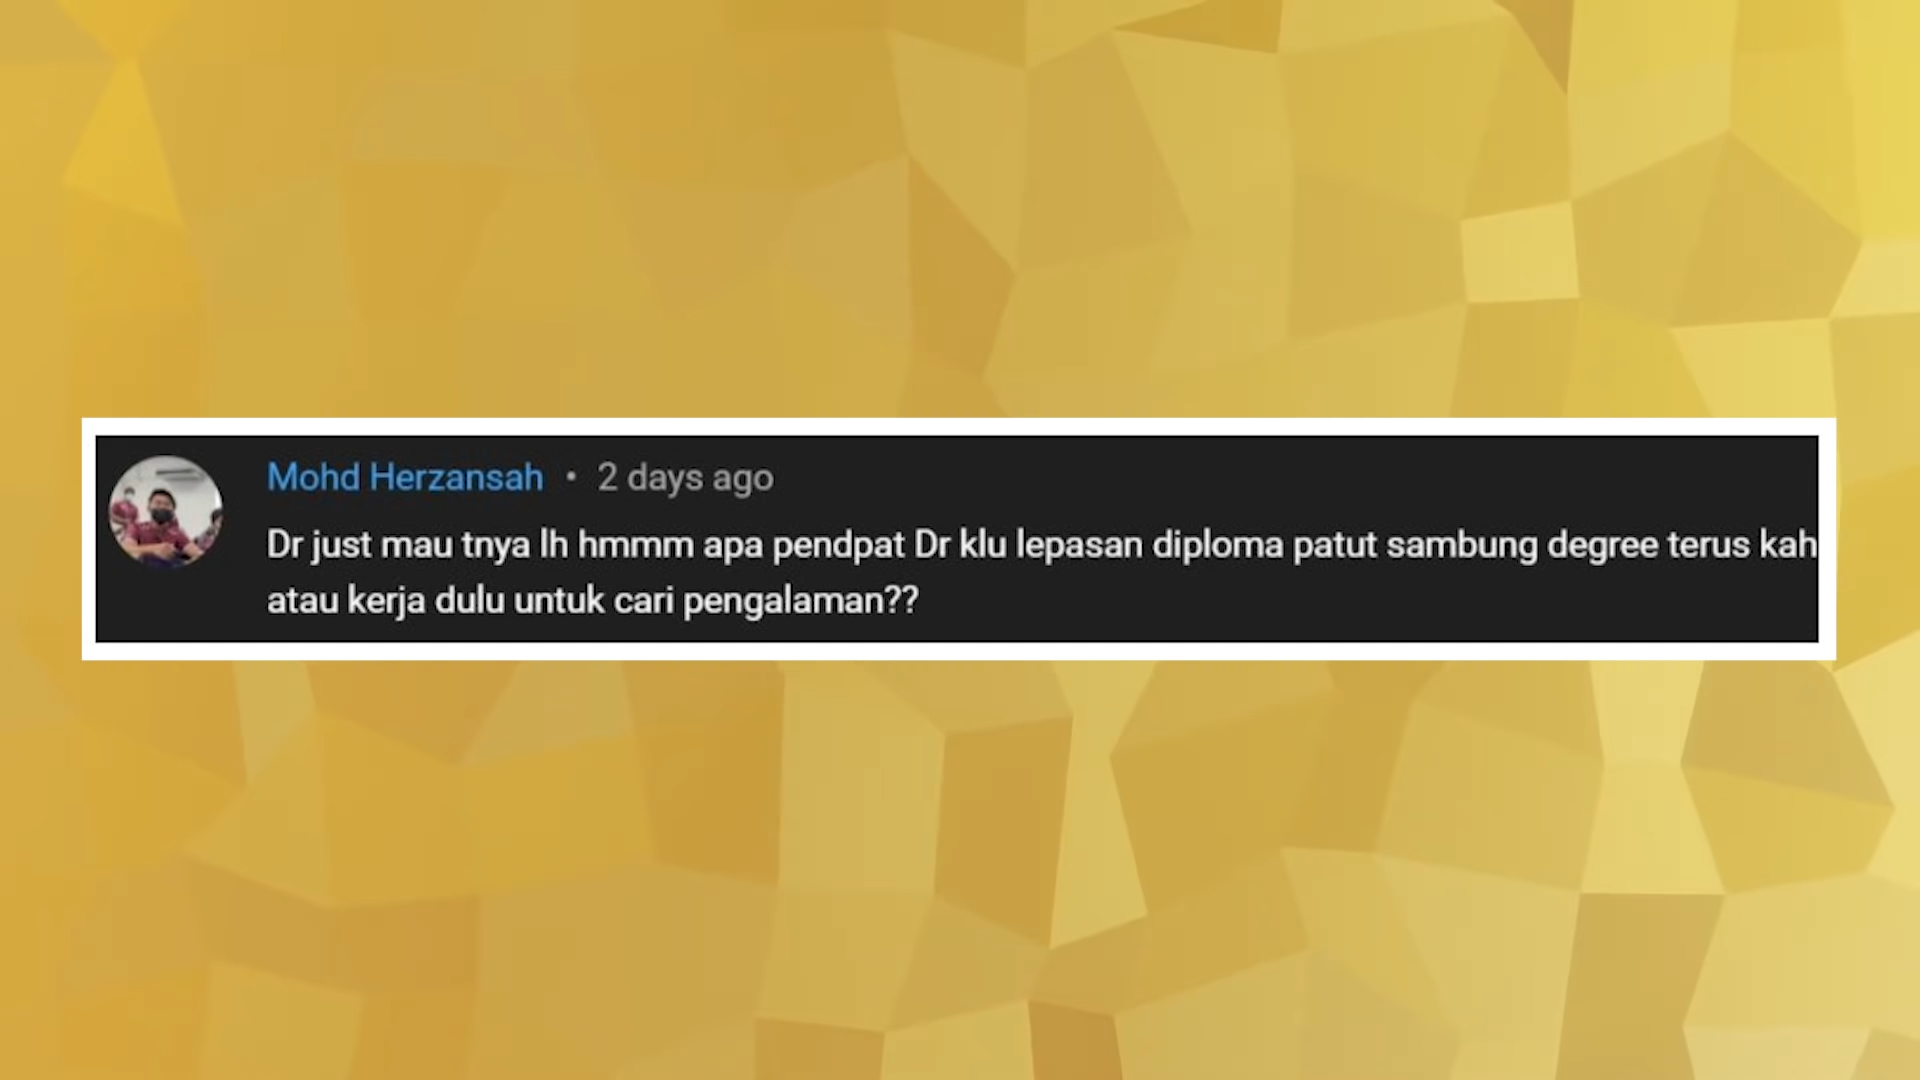 Mohd Herzansah • 2 days ago
Dr just mau tnya lh hmmm apa pendpat Dr klu lepasan diploma patut sambung degree terus kah
atau kerja dulu untuk cari pengalaman??